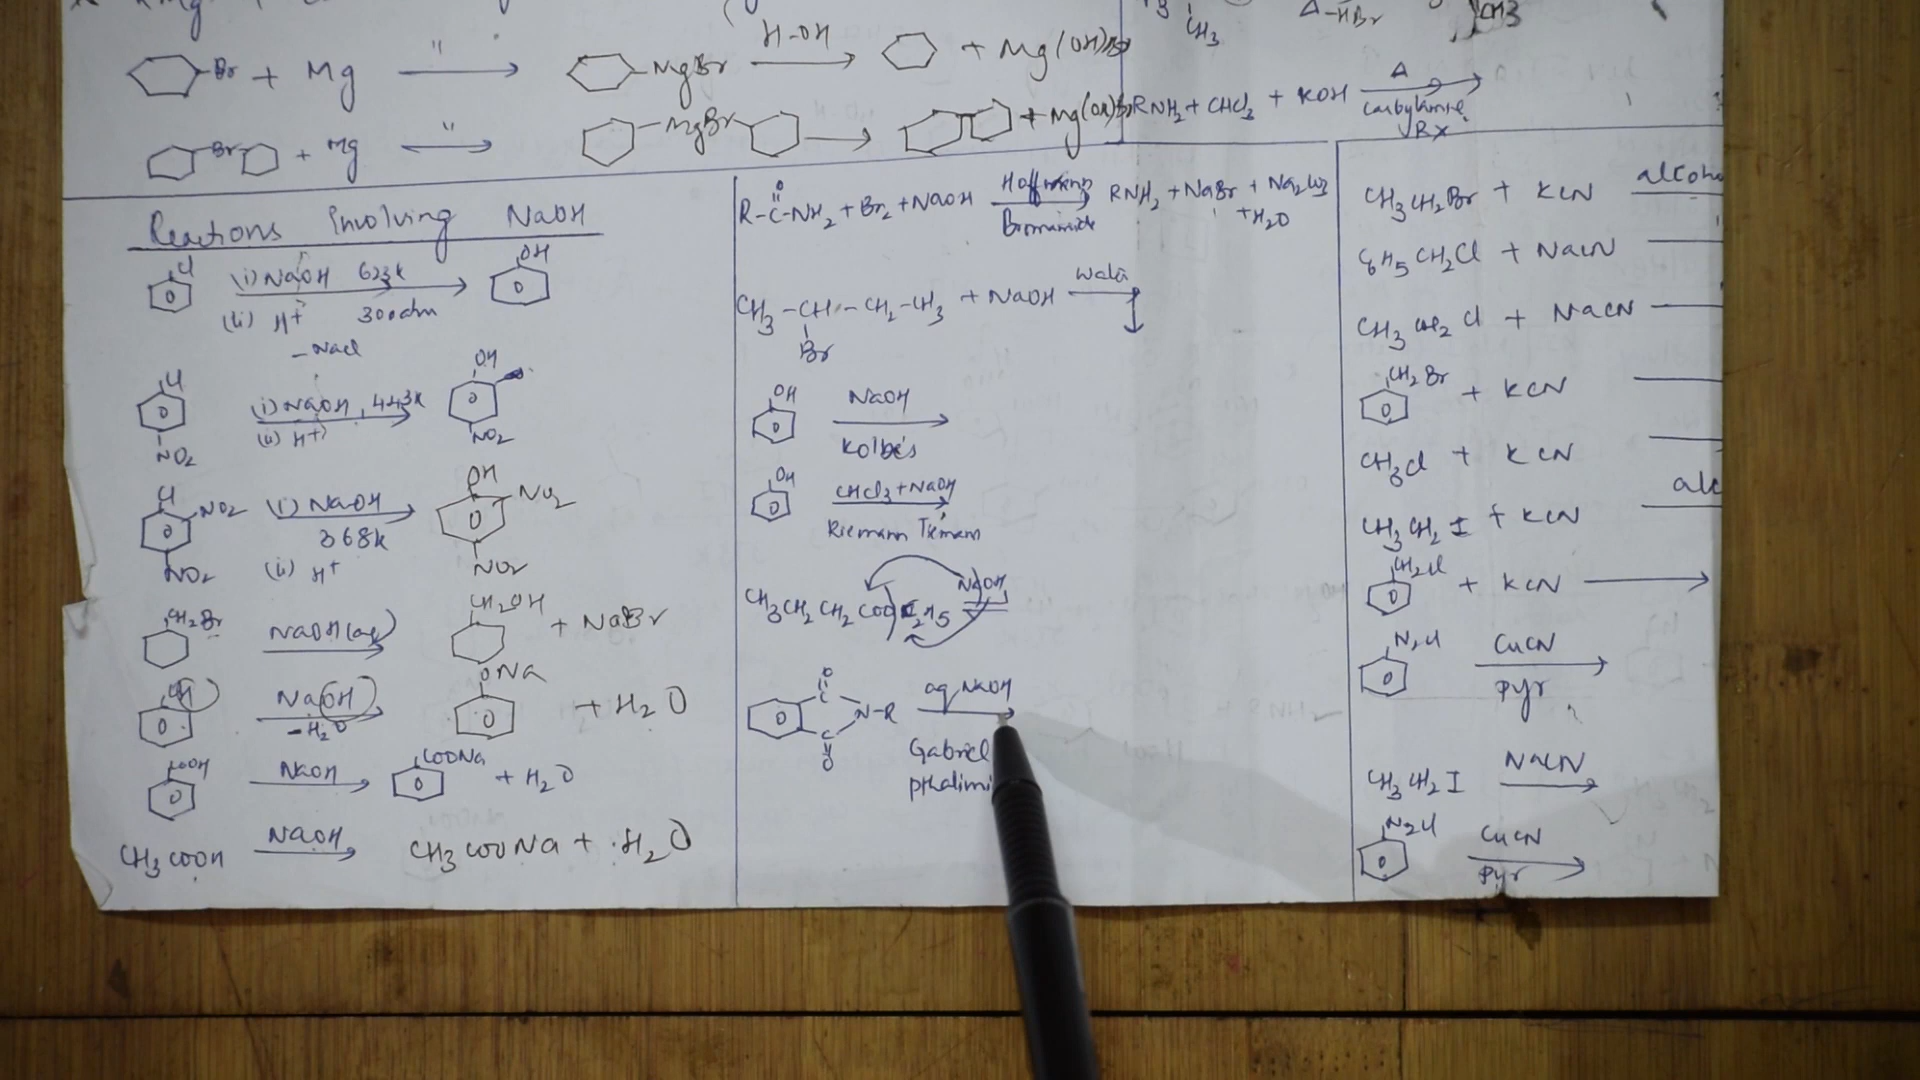 Br + Mg " MgBr H-OH + Mg(OH)Br
Br + Mg " MgBr + Mg(OH)Br
CH3
Δ -HBr
CH3
RNH2 + CHCl3 + KOH Δ carbylamine Rx
Reactions Involving NaOH
Cl (i) NaOH 623K OH
(ii) H+ 300atm
- NaCl
Cl (i) NaOH, 443K OH
(ii) H+
NO2 NO2
Cl NO2 (i) NaOH OH NO2
368K
NO2 (ii) H+ NO2
CH2Br NaOH (aq) CH2OH + NaBr
OH NaOH ONa + H2O
-H2O
COOH NaOH COONa + H2O
CH3COOH NaOH CH3COONa + H2O
R-C-NH2 + Br2 + NaOH Hoffmann RNH2 + NaBr +
O Bromamide + H2O
CH3-CH-CH2-CH3 + NaOH
Br
OH NaOH
Kolbe's
OH CHCl3+NaOH
Riemann Tiemann
CH3CH2CH2COOC2H5 NaOH
O
C
N-R aq NaOH
C
O
Gabriel
CH3CH2Br + KCN
C6H5CH2Cl + NaCN
CH3CH2Cl + NaCN
CH2Br + KCN
CH3Cl + KCN
CH3CH2I + KCN alc
CH2Cl + KCN
N2Cl CuCN
pyr
CH3CH2I NaCN
N2Cl CuCN
pyr